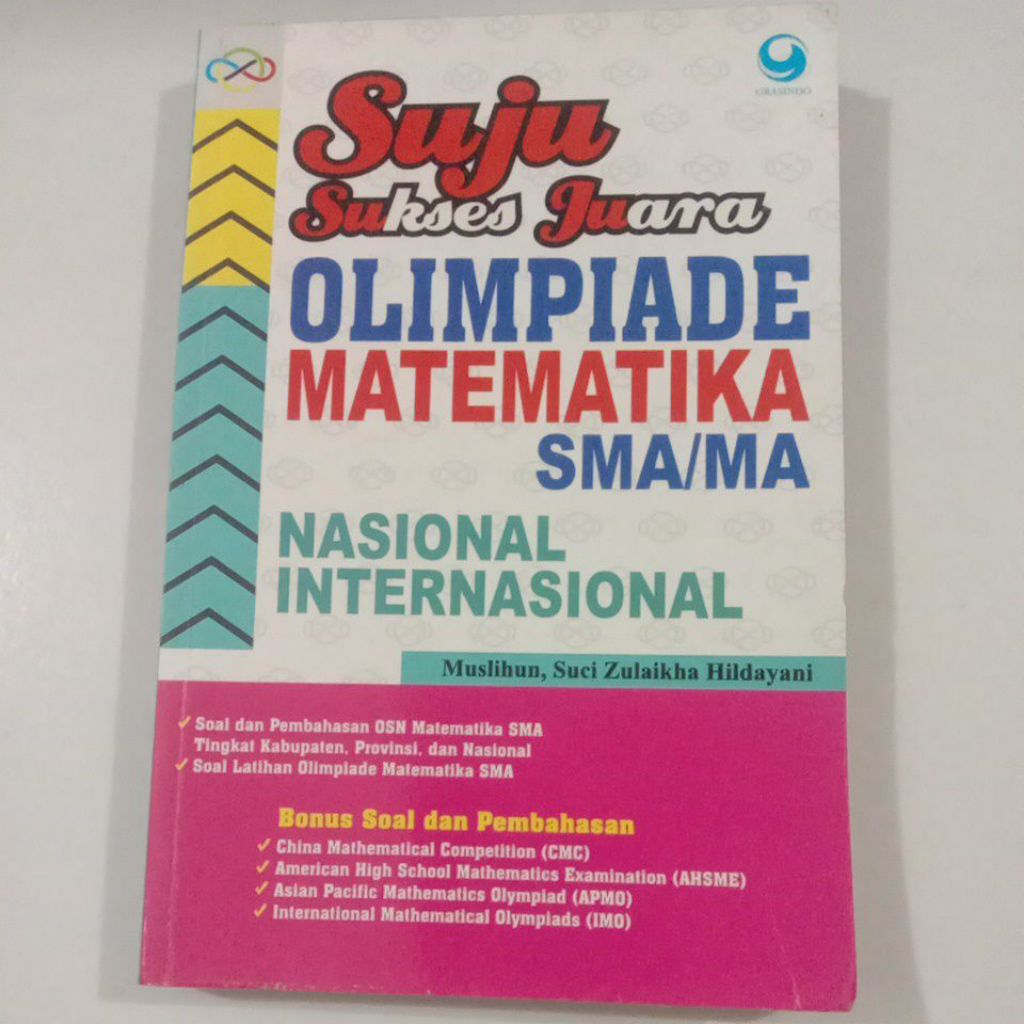 GRASINDO
Suju
Sukses Juara
OLIMPIADE
MATEMATIKA
SMA/MA
NASIONAL
INTERNASIONAL
Muslihun, Suci Zulaikha Hildayani
Soal dan Pembahasan OSN Matematika SMA
Tingkat Kabupaten, Provinsi, dan Nasional
Soal Latihan Olimpiade Matematika SMA
Bonus Soal dan Pembahasan
China Mathematical Competition (CMC)
American High School Mathematics Examination (AHSME)
Asian Pacific Mathematics Olympiad (APMO)
International Mathematical Olympiads (IMO)